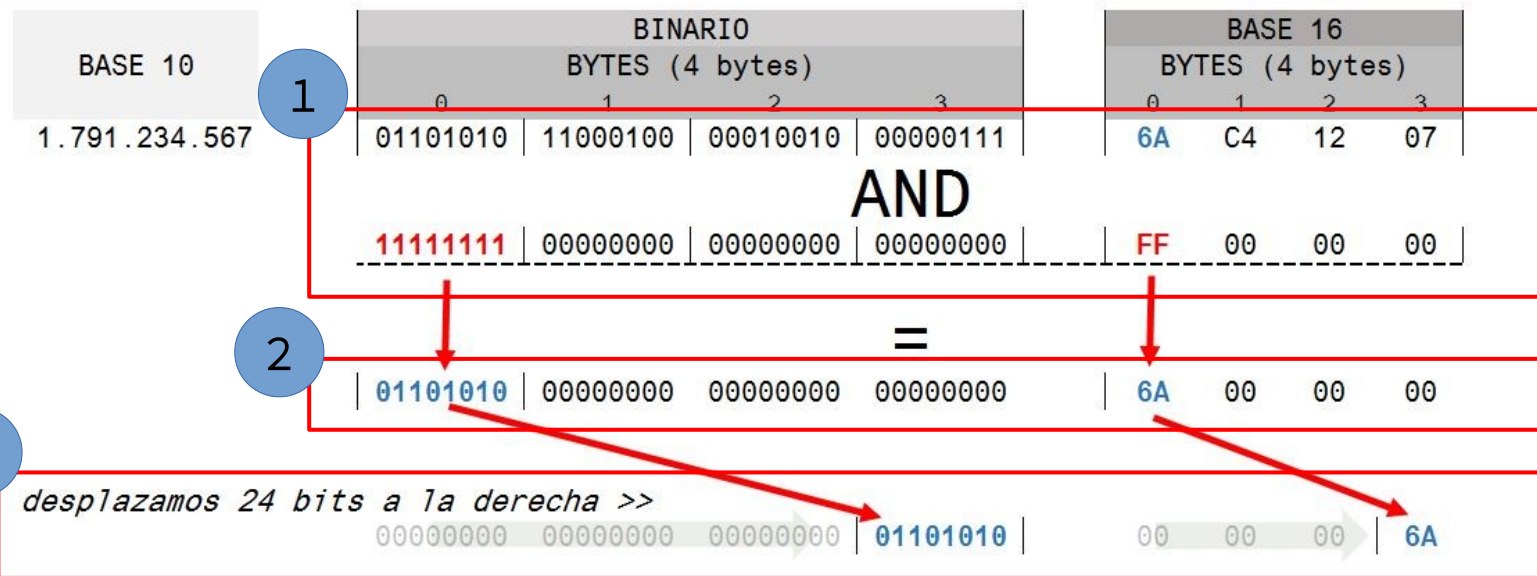 BINARIO
BASE 16
BASE 10
BYTES (4 bytes)
BYTES (4 bytes)
1
0 1 2 3
0 1 2 3
1.791.234.567
01101010 11000100 00010010 00000111
6A C4 12 07
AND
11111111 00000000 00000000 00000000
FF 00 00 00
=
2
01101010 00000000 00000000 00000000
6A 00 00 00
desplazamos 24 bits a la derecha >>
00000000 00000000 00000000 01101010
00 00 00 6A